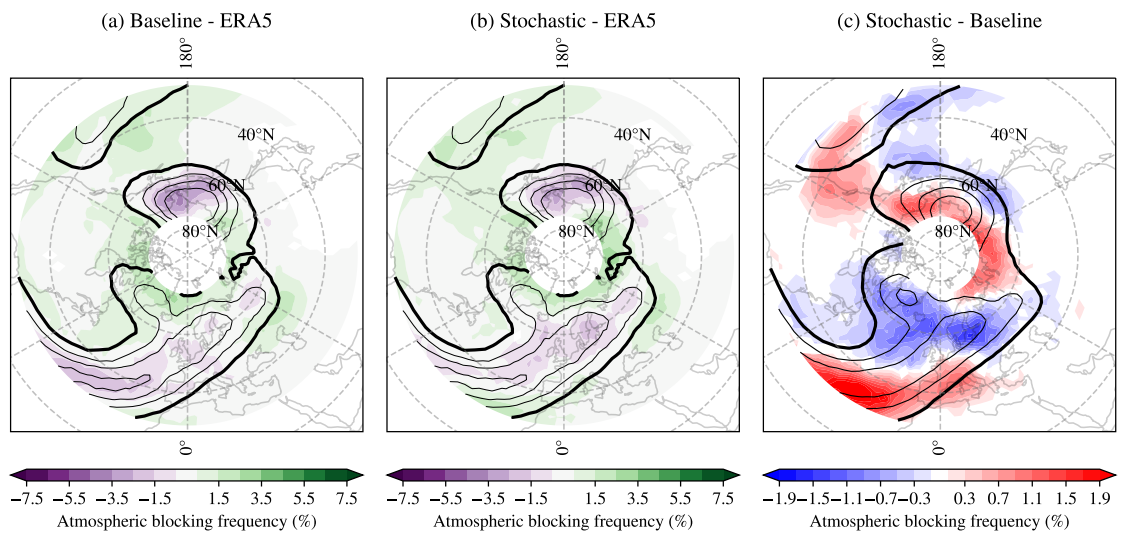 (a) Baseline - ERA5
(b) Stochastic - ERA5
(c) Stochastic - Baseline
180°
180°
180°
40°N
60°N
80°N
40°N
60°N
80°N
40°N
60°N
80°N
0°
0°
0°
−7.5 −5.5 −3.5 −1.5 1.5 3.5 5.5 7.5
Atmospheric blocking frequency (%)
−7.5 −5.5 −3.5 −1.5 1.5 3.5 5.5 7.5
Atmospheric blocking frequency (%)
−1.9 −1.5 −1.1 −0.7 −0.3 0.3 0.7 1.1 1.5 1.9
Atmospheric blocking frequency (%)